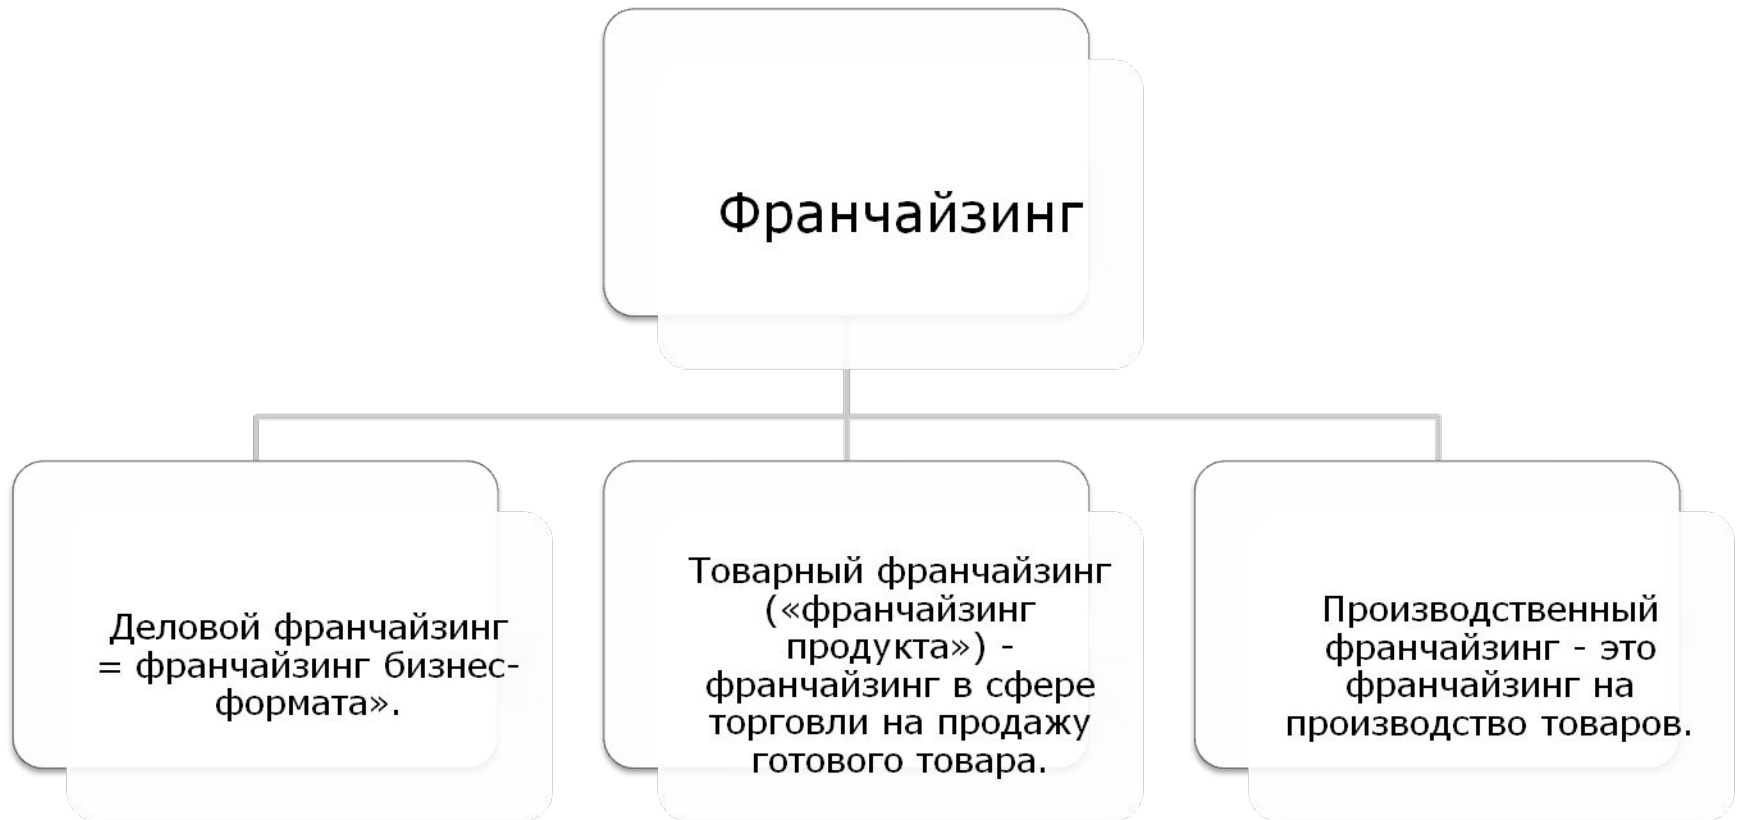 Франчайзинг
Деловой франчайзинг
= франчайзинг бизнес-
формата».
Товарный франчайзинг
(«франчайзинг
продукта») -
франчайзинг в сфере
торговли на продажу
готового товара.
Производственный
франчайзинг - это
франчайзинг на
производство товаров.